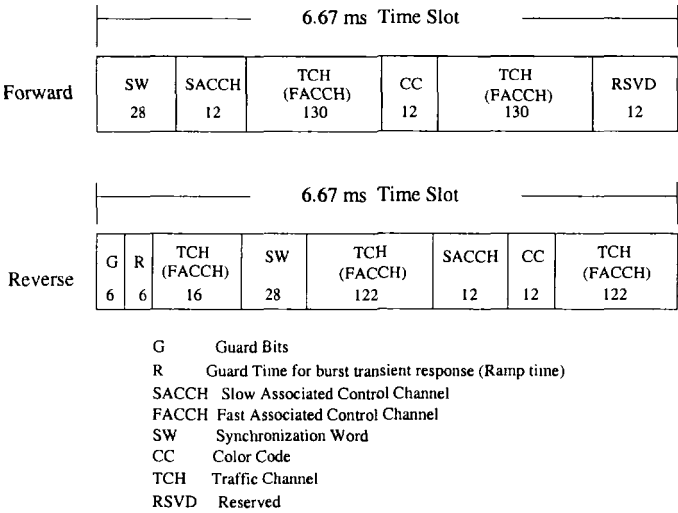 6.67 ms Time Slot
Forward
SW
28
SACCH
12
TCH
(FACCH)
130
CC
12
TCH
(FACCH)
130
RSVD
12
6.67 ms Time Slot
Reverse
G
6
R
6
TCH
(FACCH)
16
SW
28
TCH
(FACCH)
122
SACCH
12
CC
12
TCH
(FACCH)
122
G Guard Bits
R Guard Time for burst transient response (Ramp time)
SACCH Slow Associated Control Channel
FACCH Fast Associated Control Channel
SW Synchronization Word
CC Color Code
TCH Traffic Channel
RSVD Reserved